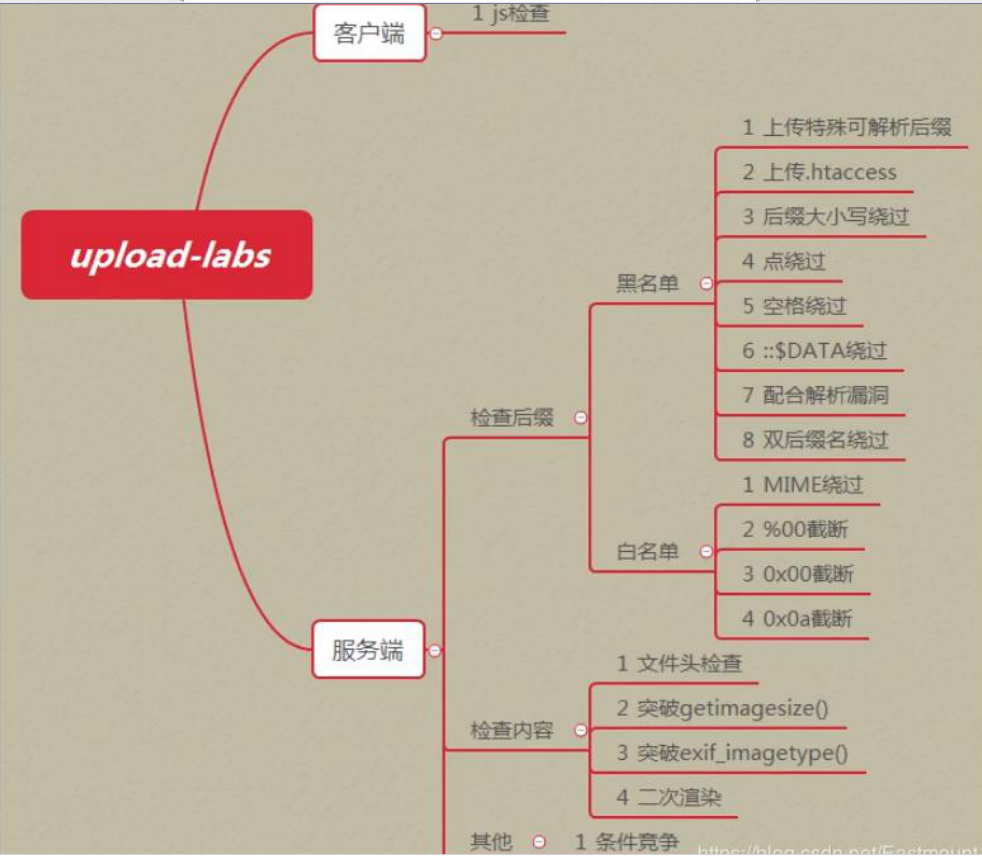 客户端
1 js检查
upload-labs
服务端
检查后缀
黑名单
1 上传特殊可解析后缀
2 上传.htaccess
3 后缀大小写绕过
4 点绕过
5 空格绕过
6 ::$DATA绕过
7 配合解析漏洞
8 双后缀名绕过
白名单
1 MIME绕过
2 %00截断
3 0x00截断
4 0x0a截断
检查内容
1 文件头检查
2 突破getimagesize()
3 突破exif_imagetype()
4 二次渲染
其他
1 条件竞争
https://blog.csdn.net/Eastmount